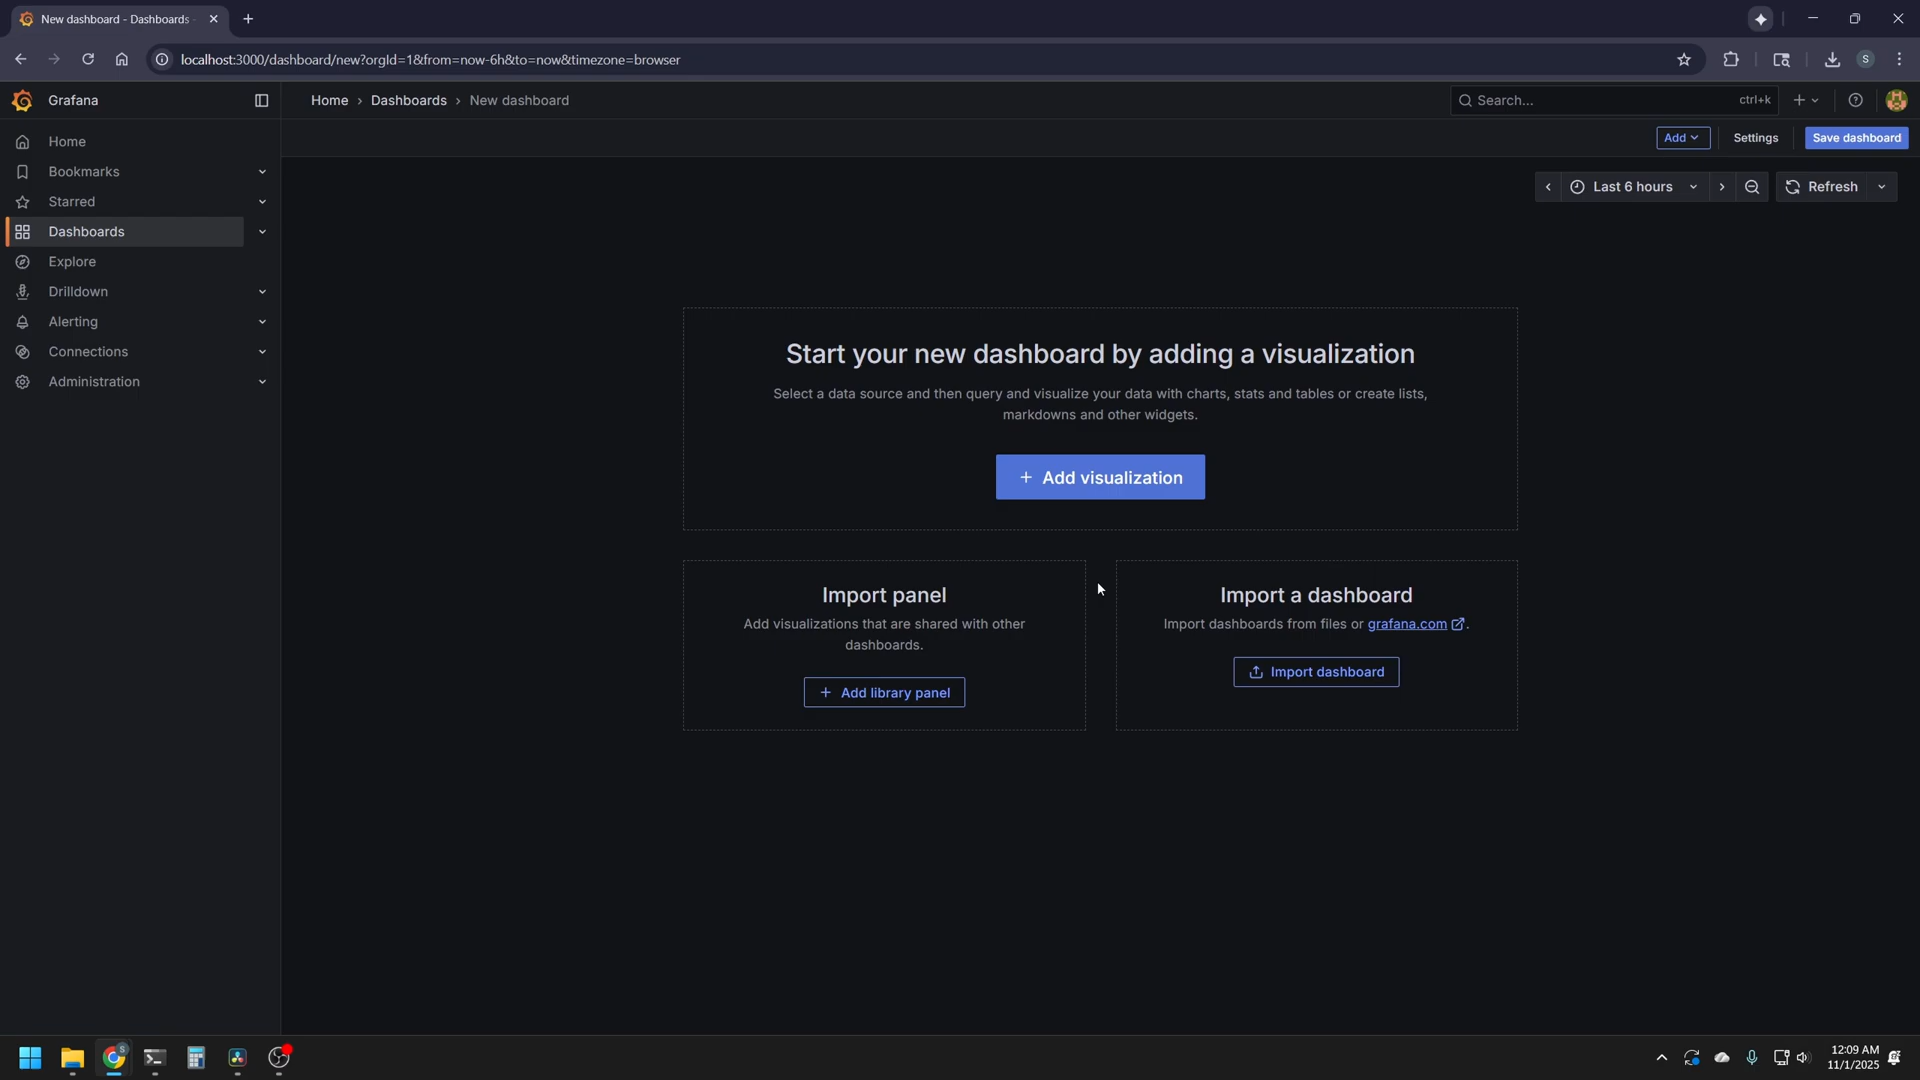 New dashboard - Dashboards
localhost:3000/dashboard/new?orgId=1&from=now-6h&to=now&timezone=browser
S
Grafana
Home › Dashboards › New dashboard
Search...
ctrl+k
Home
Bookmarks
Starred
Dashboards
Explore
Drilldown
Alerting
Connections
Administration
Add
Settings
Save dashboard
Last 6 hours
Refresh
Start your new dashboard by adding a visualization
Select a data source and then query and visualize your data with charts, stats and tables or create lists,
markdowns and other widgets.
+ Add visualization
Import panel
Add visualizations that are shared with other
dashboards.
+ Add library panel
Import a dashboard
Import dashboards from files or grafana.com.
Import dashboard
S
12:09 AM
11/1/2025